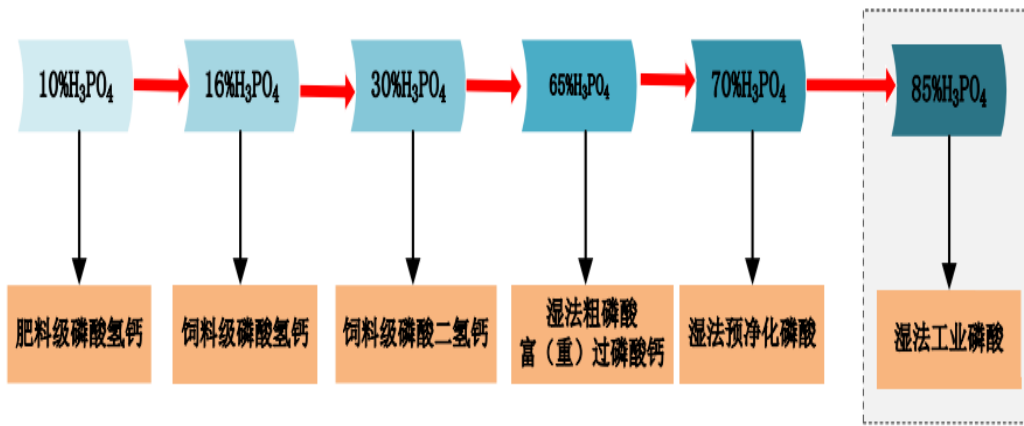 10%H₃PO₄
16%H₃PO₄
30%H₃PO₄
65%H₃PO₄
70%H₃PO₄
85%H₃PO₄
肥料级磷酸氢钙
饲料级磷酸氢钙
饲料级磷酸二氢钙
湿法粗磷酸
富（重）过磷酸钙
湿法预净化磷酸
湿法工业磷酸